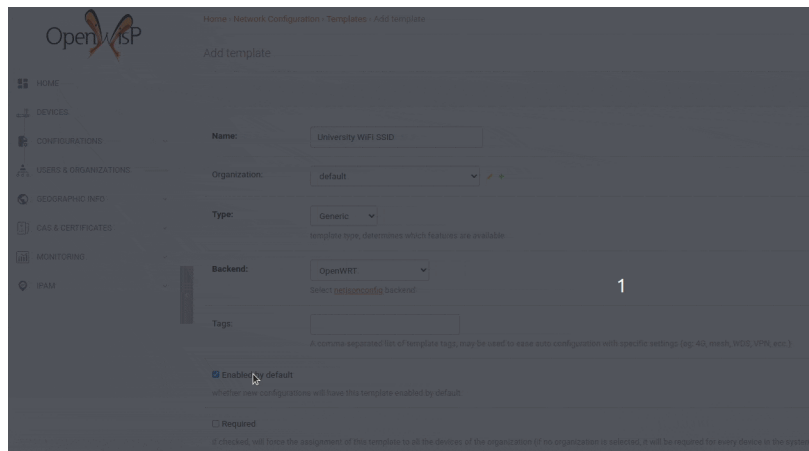 OpenWISP
Home › Network Configuration › Templates › Add template
Add template
HOME
DEVICES
CONFIGURATIONS
USERS & ORGANIZATIONS
GEOGRAPHIC INFO
CAS & CERTIFICATES
MONITORING
IPAM
Name:
University WiFi SSID
Organization:
default
Type:
Generic
template type, determines which features are available
Backend:
OpenWRT
Select netjsonconfig backend
1
Tags:
A comma-separated list of template tags, may be used to ease auto configuration with specific settings (eg: 4G, mesh, WDS, VPN, etc.)
Enabled by default
whether new configurations will have this template enabled by default
Required
if checked, will force the assignment of this template to all the devices of the organization (if no organization is selected, it will be required for every device in the system